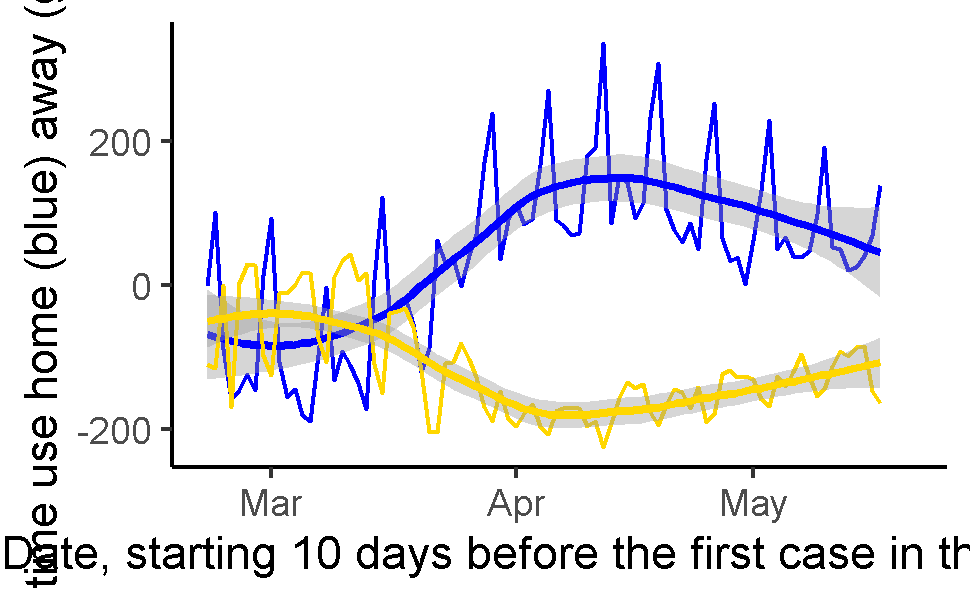 time use home (blue) away (
200
0
-200
Mar Apr May
Date, starting 10 days before the first case in th